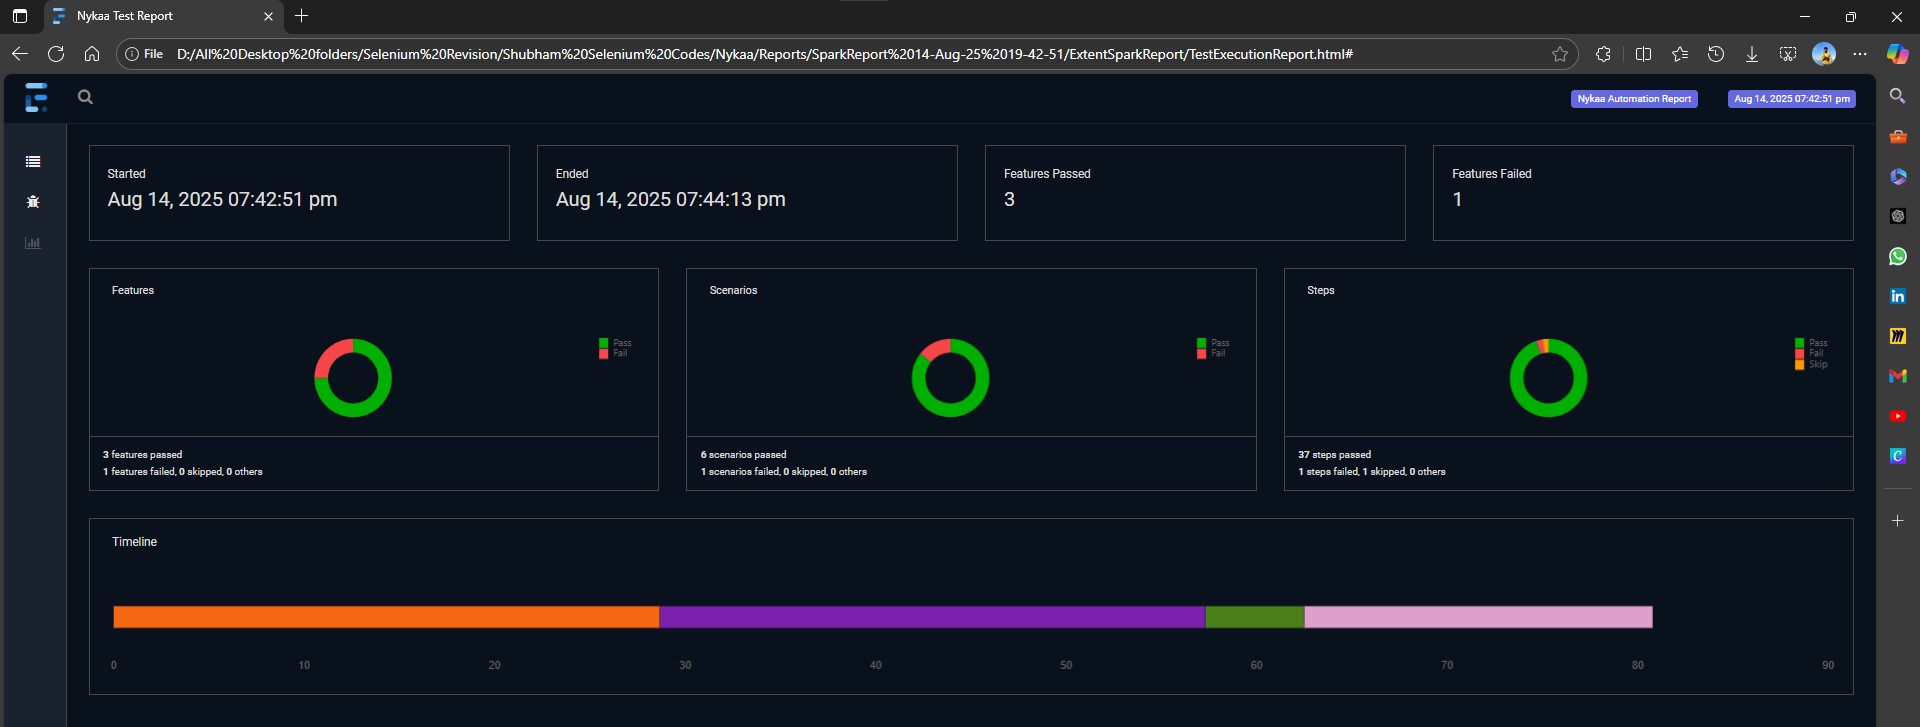 Nykaa Test Report
File D:/All%20Desktop%20folders/Selenium%20Revision/Shubham%20Selenium%20Codes/Nykaa/Reports/SparkReport%2014-Aug-25%2019-42-51/ExtentSparkReport/TestExecutionReport.html#
Nykaa Automation Report Aug 14, 2025 07:42:51 pm
Started
Aug 14, 2025 07:42:51 pm
Ended
Aug 14, 2025 07:44:13 pm
Features Passed
3
Features Failed
1
Features
Pass
Fail
3 features passed
1 features failed, 0 skipped, 0 others
Scenarios
Pass
Fail
6 scenarios passed
1 scenarios failed, 0 skipped, 0 others
Steps
Pass
Fail
Skip
37 steps passed
1 steps failed, 1 skipped, 0 others
Timeline
0 10 20 30 40 50 60 70 80 90